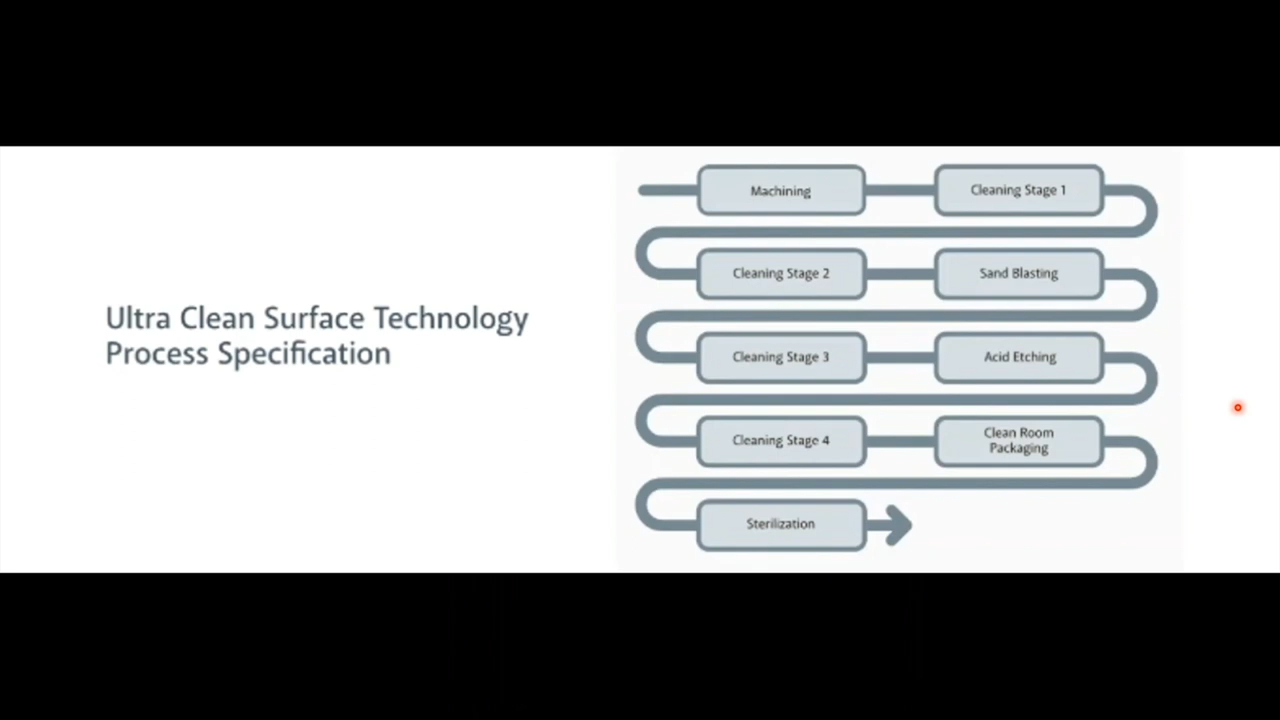 Ultra Clean Surface Technology
Process Specification
Machining
Cleaning Stage 1
Cleaning Stage 2
Sand Blasting
Cleaning Stage 3
Acid Etching
Cleaning Stage 4
Clean Room
Packaging
Sterilization